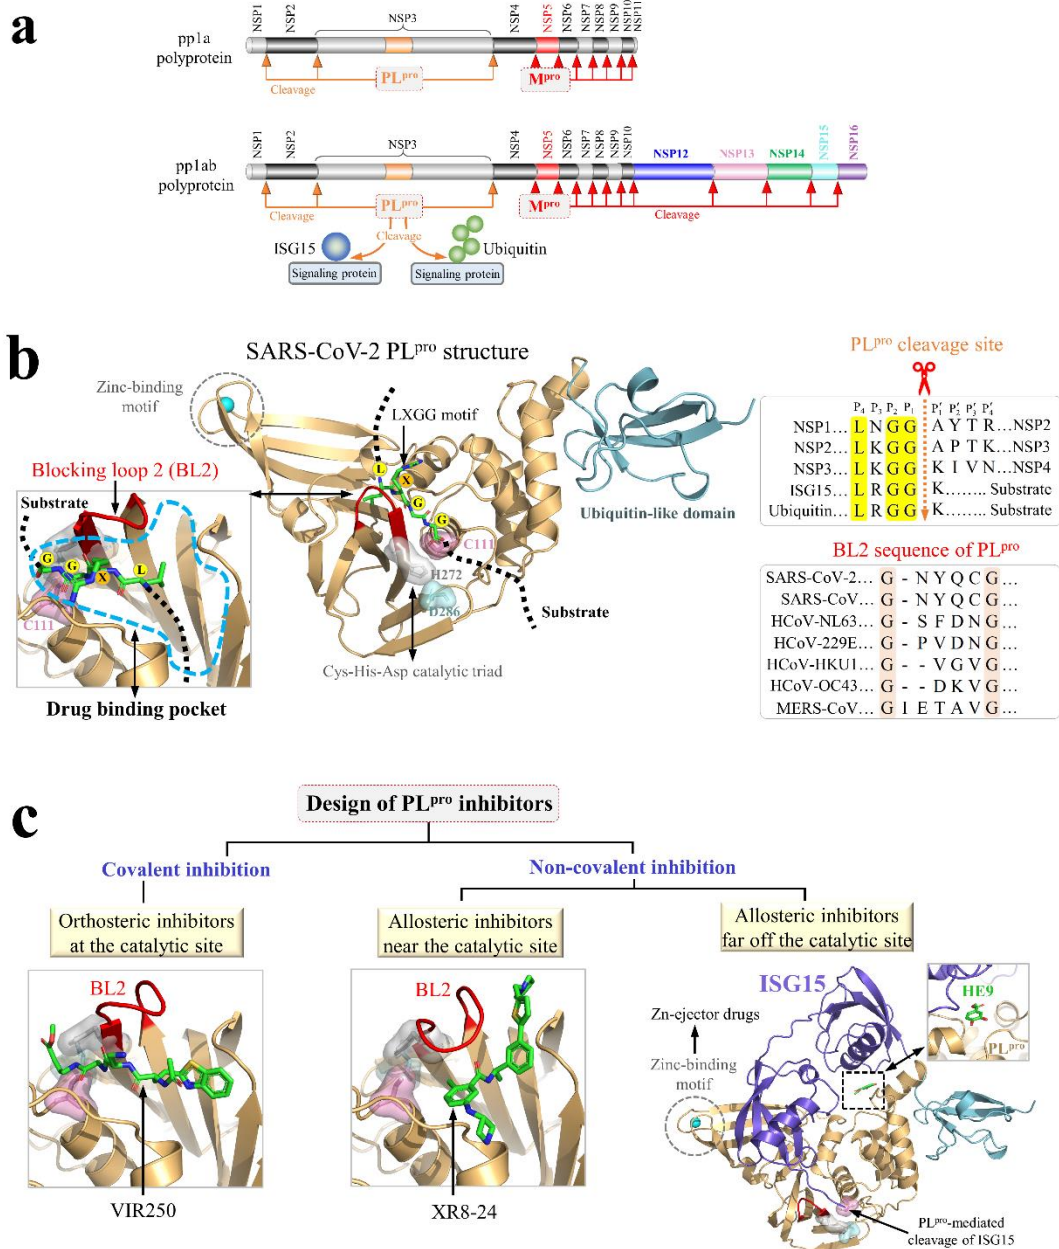 a
pp1a
polyprotein
NSP1
NSP2
NSP3
NSP4
NSP5
NSP6
NSP7
NSP8
NSP9
NSP10
NSP11
Cleavage
PLpro
Mpro
pp1ab
polyprotein
NSP1
NSP2
NSP3
NSP4
NSP5
NSP6
NSP7
NSP8
NSP9
NSP10
NSP12
NSP13
NSP14
NSP15
NSP16
Cleavage
PLpro
Mpro
Cleavage
Cleavage
ISG15
Ubiquitin
Signaling protein
Signaling protein
b
SARS-CoV-2 PLpro structure
Zinc-binding
motif
LXGG motif
L
X
G
G
C111
H272
D286
Ubiquitin-like domain
Substrate
Cys-His-Asp catalytic triad
Blocking loop 2 (BL2)
Substrate
G
G
X
L
C111
Drug binding pocket
PLpro cleavage site
P4 P3 P2 P1 P′1 P′2 P′3 P′4
NSP1… L N G G A Y T R…NSP2
NSP2… L K G G A P T K…NSP3
NSP3… L K G G K I V N…NSP4
ISG15… L R G G K…….. Substrate
Ubiquitin… L R G G K…….. Substrate
BL2 sequence of PLpro
SARS-CoV-2… G - N Y Q C G …
SARS-CoV… G - N Y Q C G …
HCoV-NL63… G - S F D N G …
HCoV-229E… G - P V D N G …
HCoV-HKU1… G - - V G V G …
HCoV-OC43… G - - D K V G …
MERS-CoV… G I E T A V G …
c
Design of PLpro inhibitors
Covalent inhibition
Non-covalent inhibition
Orthosteric inhibitors
at the catalytic site
Allosteric inhibitors
near the catalytic site
Allosteric inhibitors
far off the catalytic site
BL2
VIR250
BL2
XR8-24
ISG15
Zn-ejector drugs
Zinc-binding
motif
HE9
PLpro
PLpro-mediated
cleavage of ISG15